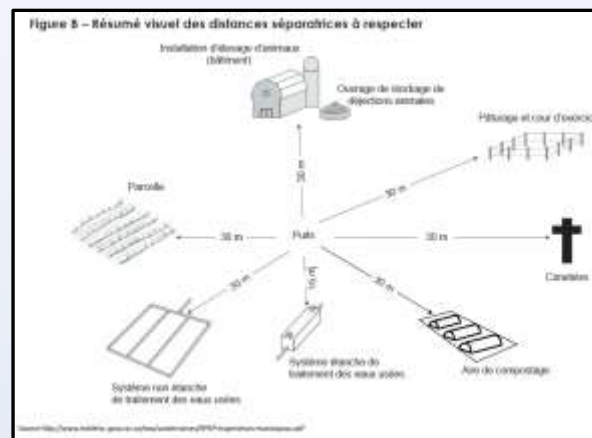 Figure B – Résumé visuel des distances séparatrices à respecter
Installation d'élevage d'animaux
(bâtiment)
Ouvrage de stockage de
déjections animales
Pâturage et cour d'exercice
30 m
30 m
Parcelle
30 m
Puits
30 m
Cimetières
30 m
15 m
30 m
Système non étanche
de traitement des eaux usées
Système étanche de
traitement des eaux usées
Aire de compostage